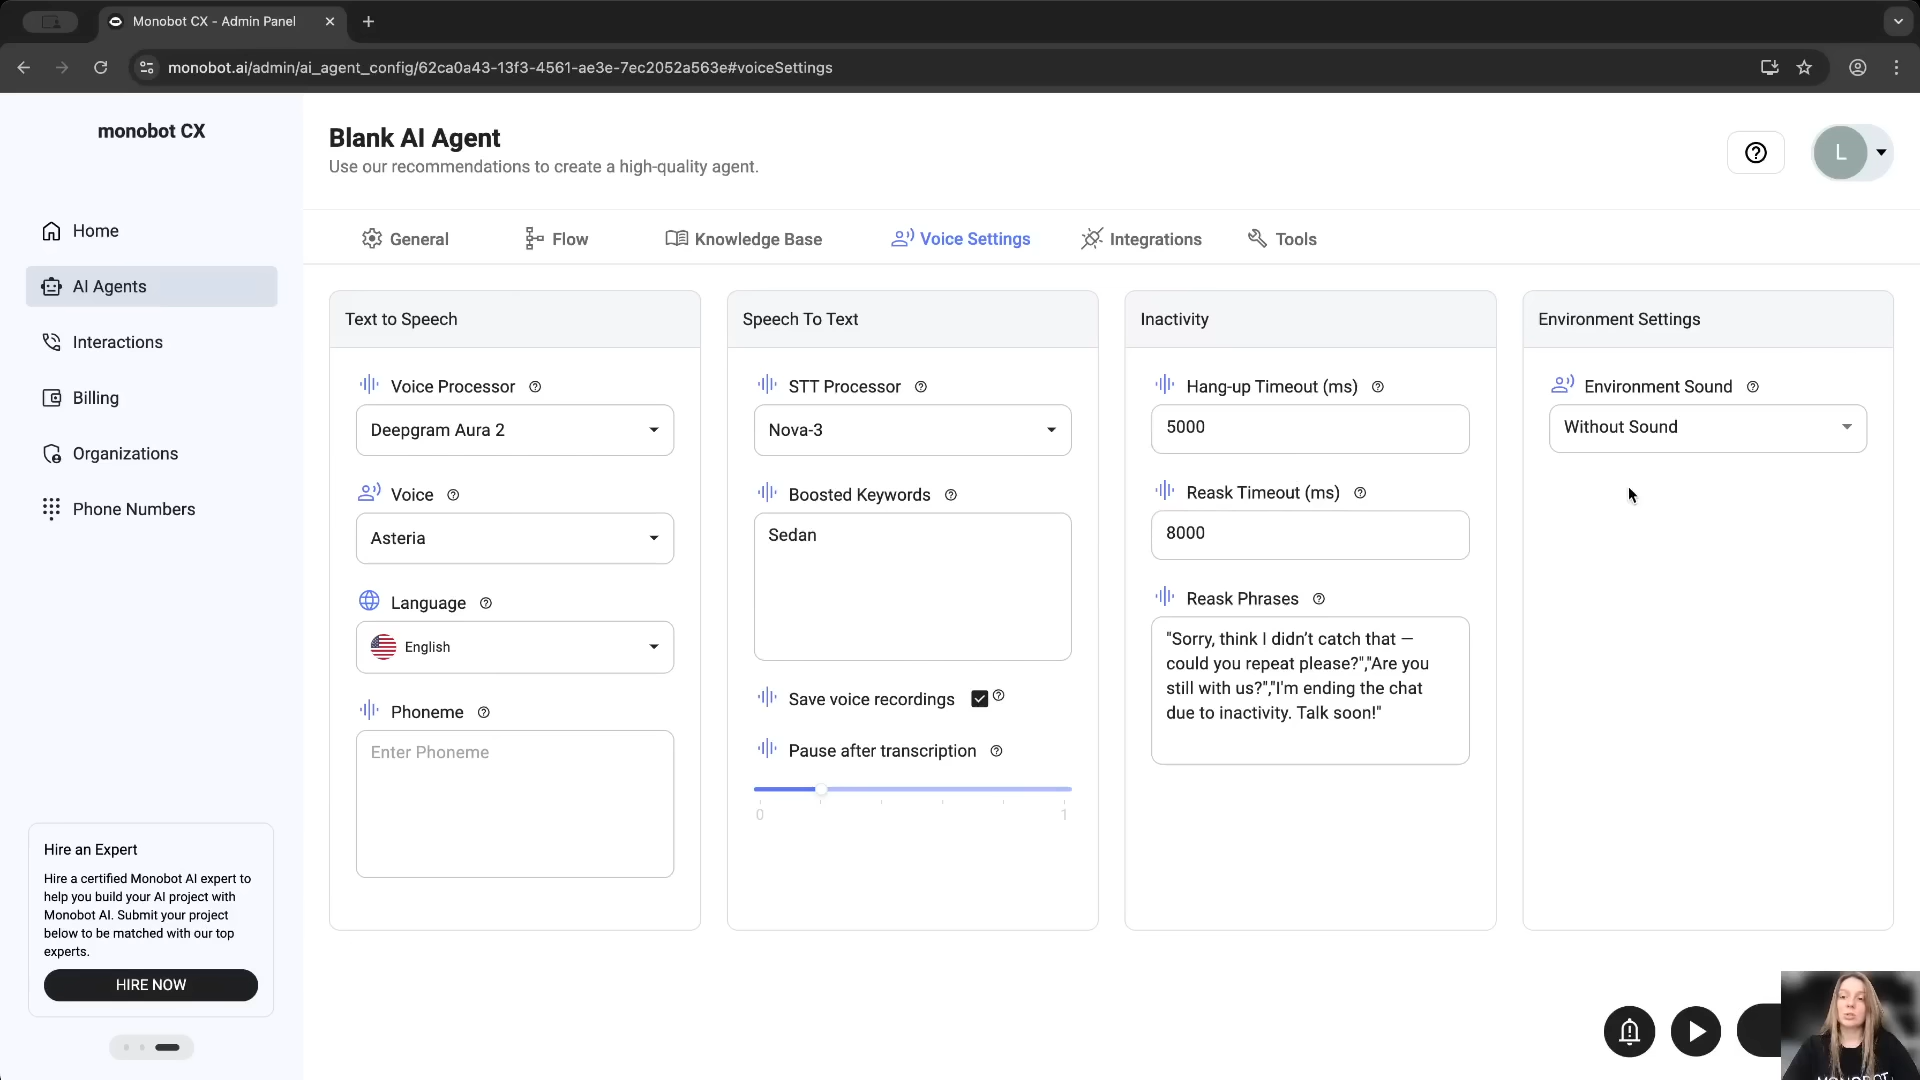 Monobot CX - Admin Panel
monobot.ai/admin/ai_agent_config/62ca0a43-13f3-4561-ae3e-7ec2052a563e#voiceSettings
monobot CX
Home
AI Agents
Interactions
Billing
Organizations
Phone Numbers
Hire an Expert
Hire a certified Monobot AI expert to
help you build your AI project with
Monobot AI. Submit your project
below to be matched with our top
experts.
HIRE NOW
Blank AI Agent
Use our recommendations to create a high-quality agent.
L
General
Flow
Knowledge Base
Voice Settings
Integrations
Tools
Text to Speech
Voice Processor
Deepgram Aura 2
Voice
Asteria
Language
English
Phoneme
Enter Phoneme
Speech To Text
STT Processor
Nova-3
Boosted Keywords
Sedan
Save voice recordings
Pause after transcription
0 1
Inactivity
Hang-up Timeout (ms)
5000
Reask Timeout (ms)
8000
Reask Phrases
"Sorry, think I didn’t catch that —
could you repeat please?","Are you
still with us?","I'm ending the chat
due to inactivity. Talk soon!"
Environment Settings
Environment Sound
Without Sound
MONOBOT